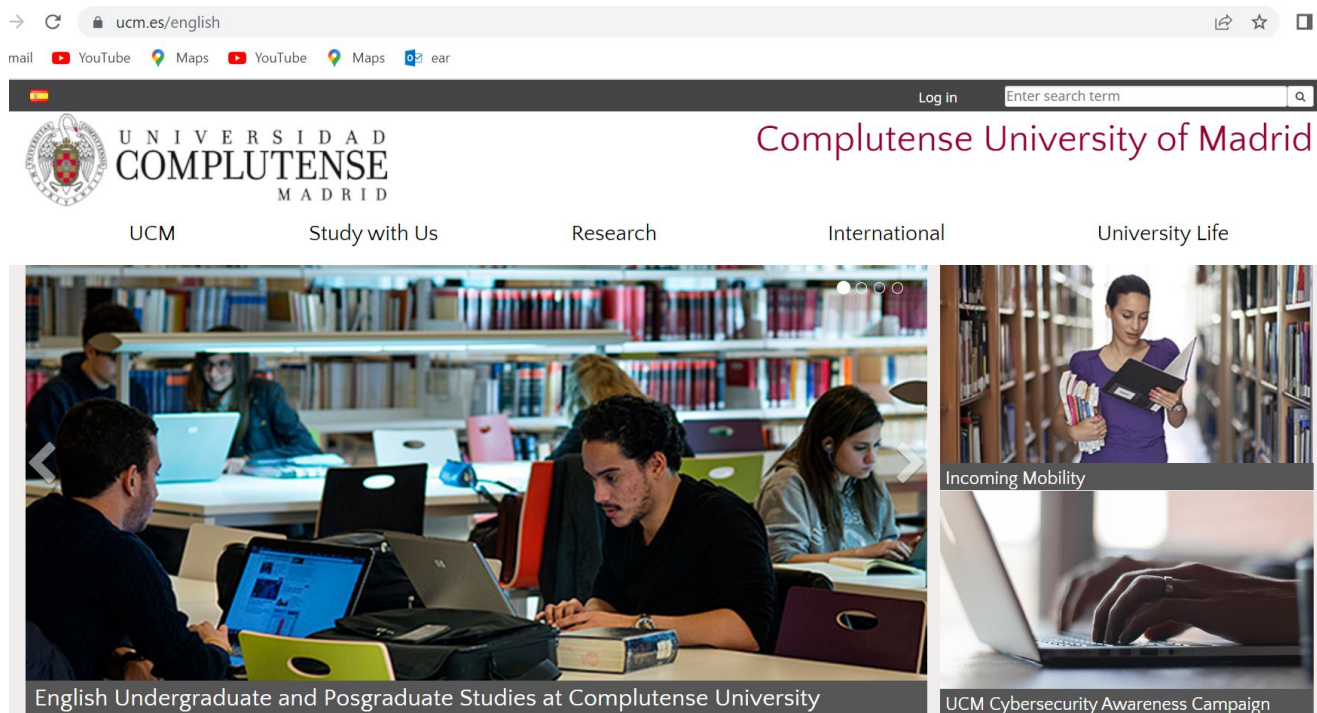 ucm.es/english
mail YouTube Maps YouTube Maps ear
Log in Enter search term
UNIVERSIDAD
COMPLUTENSE
MADRID
Complutense University of Madrid
UCM Study with Us Research International University Life
Incoming Mobility
English Undergraduate and Posgraduate Studies at Complutense University
UCM Cybersecurity Awareness Campaign